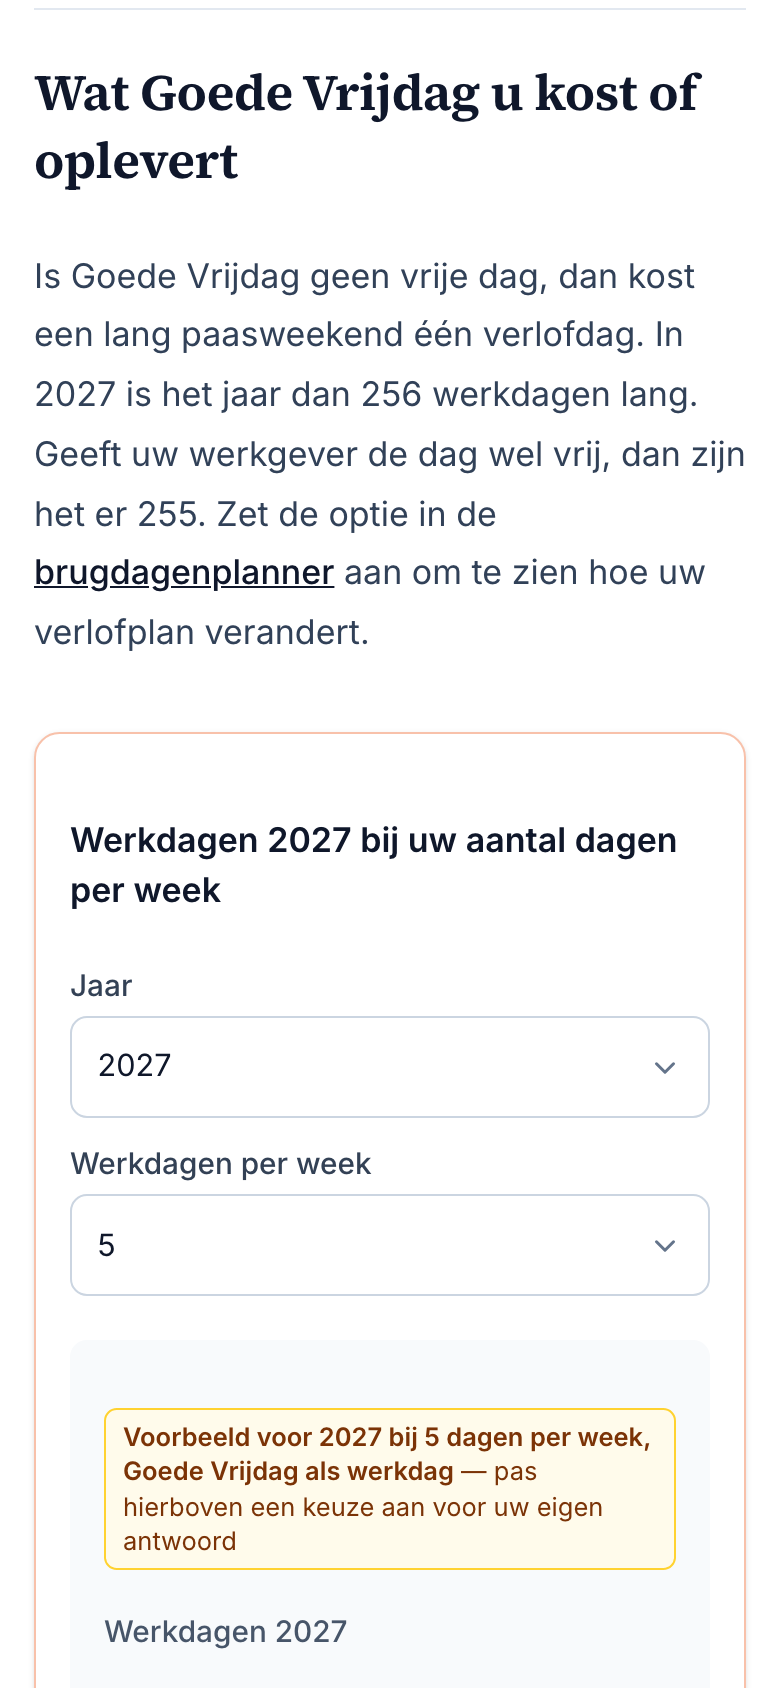 Wat Goede Vrijdag u kost of
oplevert
Is Goede Vrijdag geen vrije dag, dan kost
een lang paasweekend één verlofdag. In
2027 is het jaar dan 256 werkdagen lang.
Geeft uw werkgever de dag wel vrij, dan zijn
het er 255. Zet de optie in de
brugdagenplanner aan om te zien hoe uw
verlofplan verandert.
Werkdagen 2027 bij uw aantal dagen
per week
Jaar
2027
Werkdagen per week
5
Voorbeeld voor 2027 bij 5 dagen per week,
Goede Vrijdag als werkdag — pas
hierboven een keuze aan voor uw eigen
antwoord
Werkdagen 2027